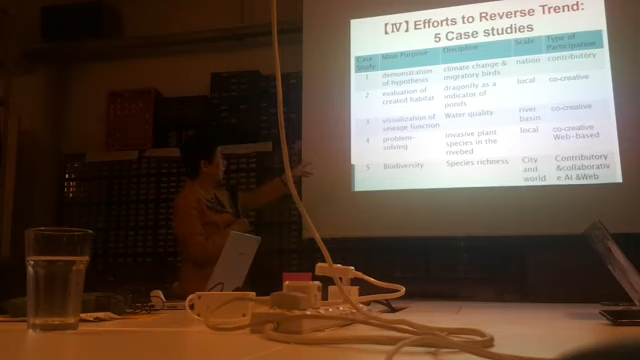 【Ⅳ】Efforts to Reverse Trend:
5 Case studies
Case Study Main Purpose Discipline Scale Type of Participation
1 demonstration of hypothesis climate change & migratory birds nation contributory
2 evaluation of created habitat dragonfly as a indicator of ponds local co-creative
3 visualization of sewage function Water quality river basin co-creative
4 problem-solving invasive plant species in the rivebed local co-creative Web-based
5 Biodiversity Species richness City and world Contributory &collaborative AI &Web